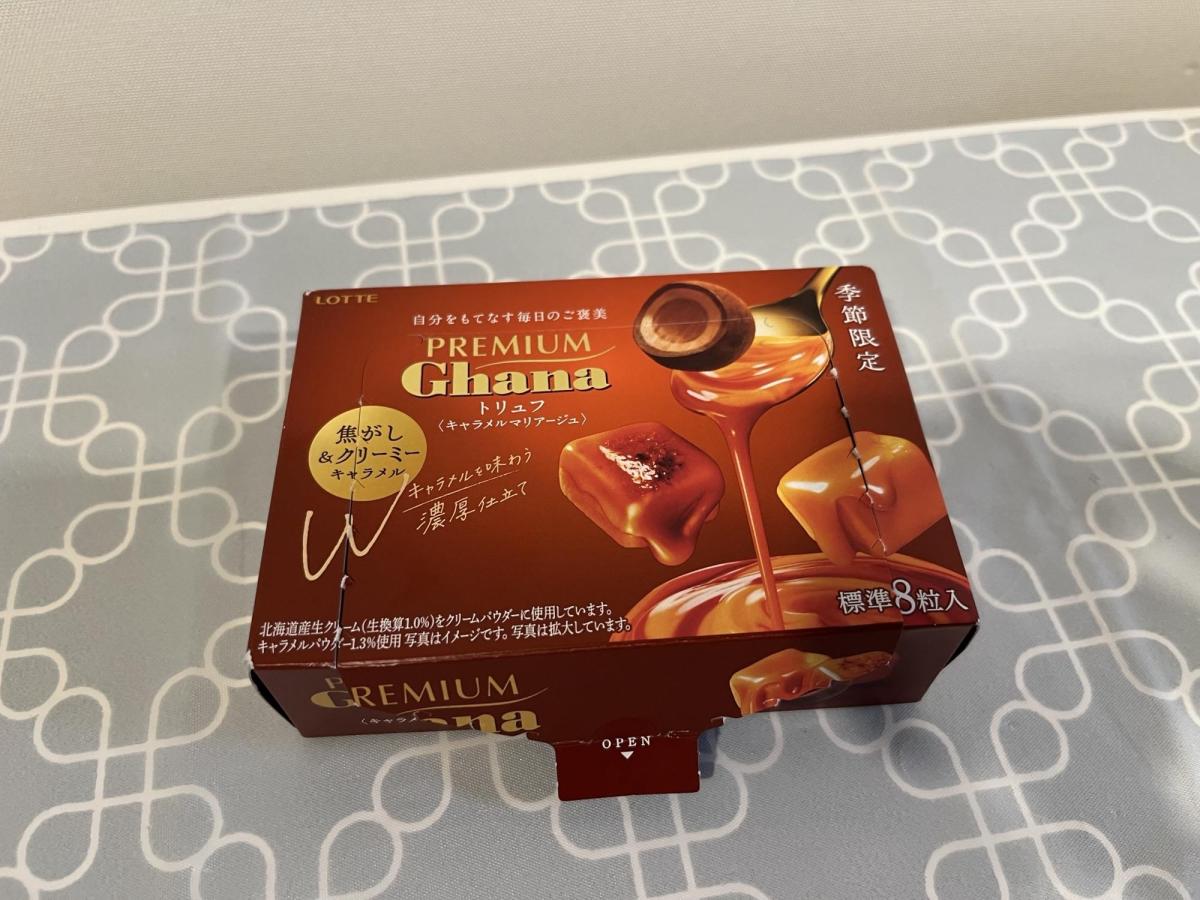 LOTTE
自分をもてなす毎日のご褒美
PREMIUM
Ghana
トリュフ
〈キャラメルマリアージュ〉
季節限定
焦がし
&クリーミー
キャラメル
W
キャラメルを味わう
濃厚仕立て
標準8粒入
北海道産生クリーム(生換算1.0%)をクリームパウダーに使用しています。
キャラメルパウダー1.3%使用 写真はイメージです。写真は拡大しています。
PREMIUM
Ghana
〈キャラメ
OPEN